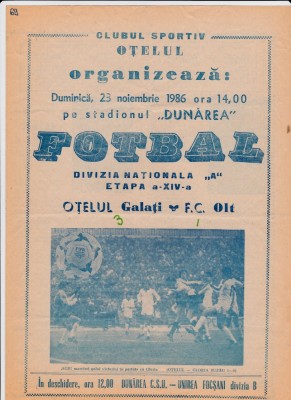 CLUBUL SPORTIV
OȚELUL
organizează:
Duminică, 23 noiembrie 1986 ora 14,00
pe stadionul „DUNĂREA"
FOTBAL
DIVIZIA NAȚIONALA „A"
ETAPA a-XIV-a
OȚELUL Galați F.C. Olt
3 1
În deschidere, ora 12,00 DUNĂREA C.S.U. — UNIREA FOCȘANI divizia B